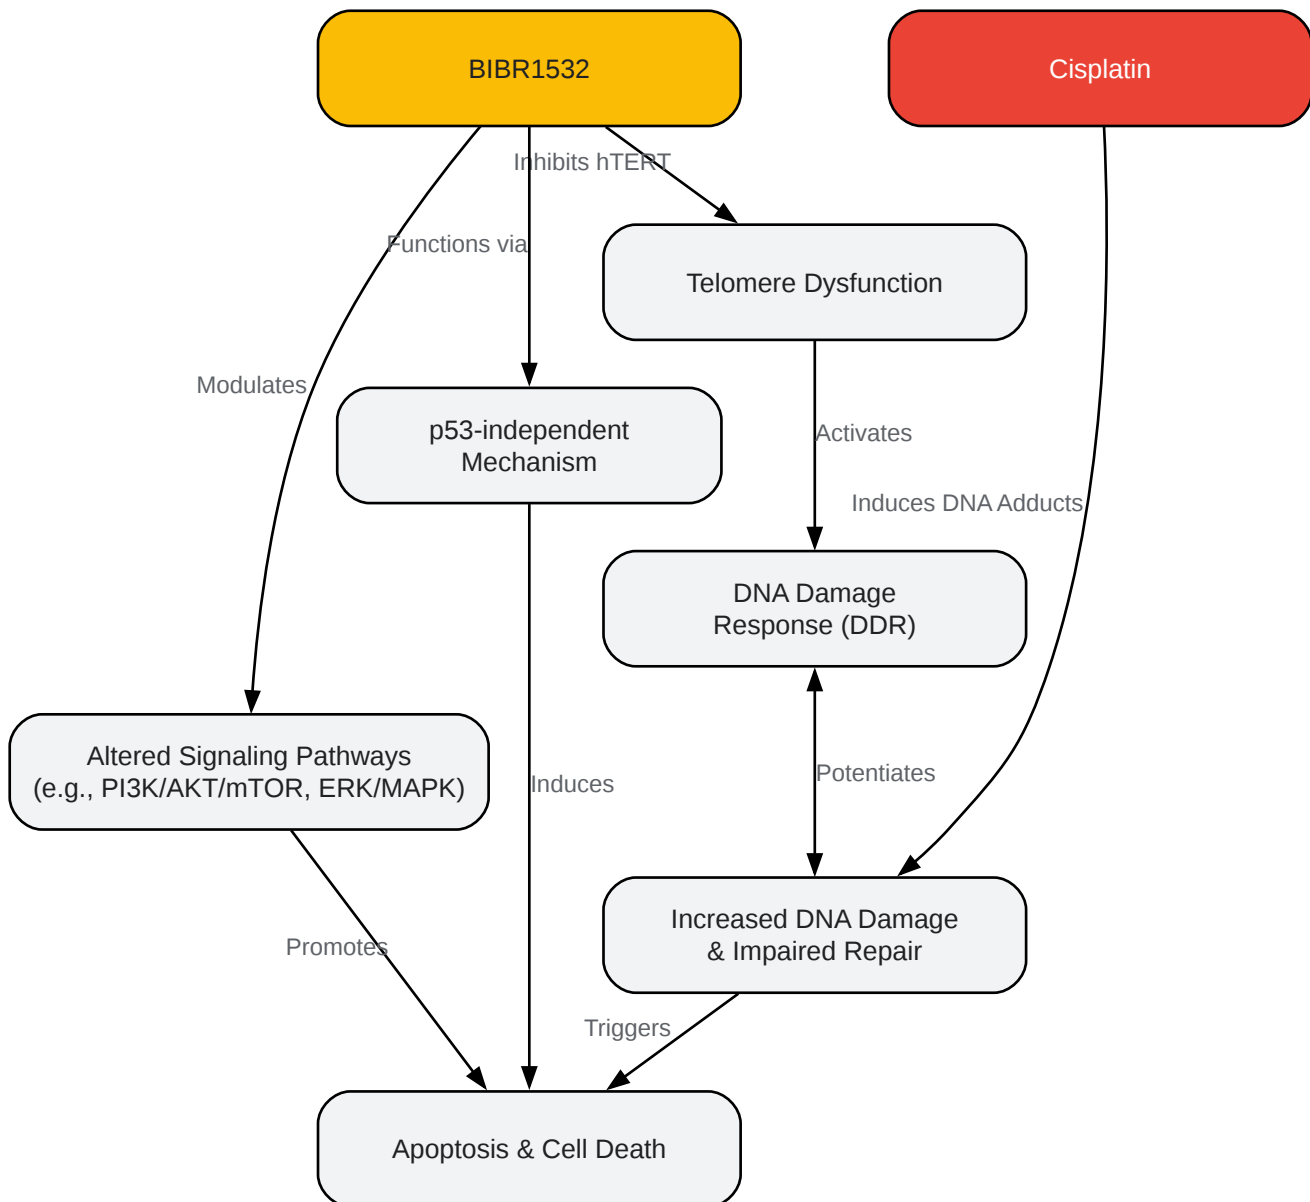 BIBR1532
Cisplatin
Inhibits hTERT
Functions via
Telomere Dysfunction
Modulates
p53-independent
Mechanism
Activates
Induces DNA Adducts
DNA Damage
Response (DDR)
Altered Signaling Pathways
(e.g., PI3K/AKT/mTOR, ERK/MAPK)
Potentiates
Induces
Increased DNA Damage
& Impaired Repair
Promotes
Triggers
Apoptosis & Cell Death